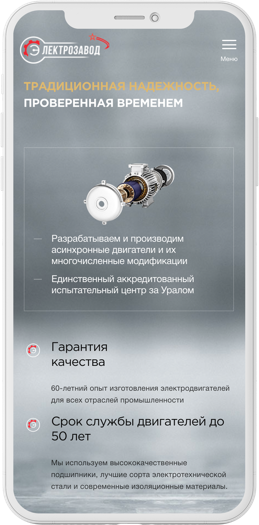 ЭЛЕКТРОЗАВОД
Меню
ТРАДИЦИОННАЯ НАДЕЖНОСТЬ,
ПРОВЕРЕННАЯ ВРЕМЕНЕМ
— Разрабатываем и производим
асинхронные двигатели и их
многочисленные модификации
— Единственный аккредитованный
испытательный центр за Уралом
Гарантия
качества
60-летний опыт изготовления электродвигателей
для всех отраслей промышленности
Срок службы двигателей до
50 лет
Мы используем высококачественные
подшипники, лучшие сорта электротехнической
стали и современные изоляционные материалы.